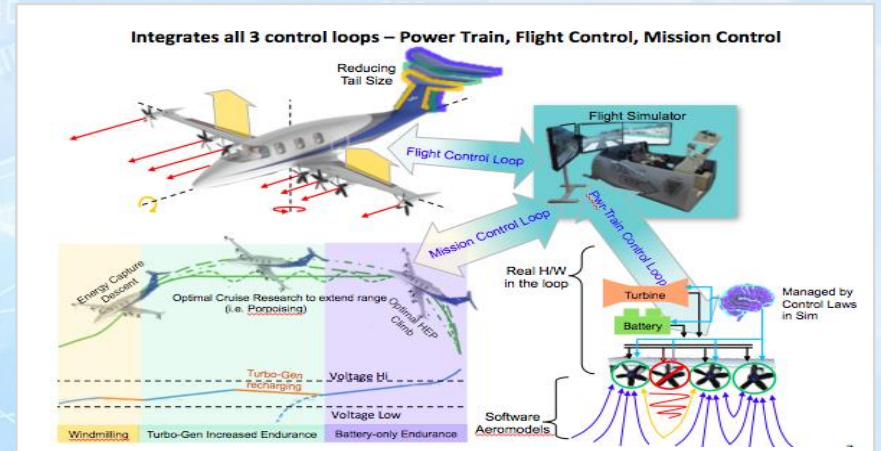 Integrates all 3 control loops – Power Train, Flight Control, Mission Control
Reducing
Tail Size
Flight Simulator
Flight Control Loop
Mission Control Loop
Pwr-Train Control Loop
Energy Capture
Descent
Optimal Cruise Research to extend range
(i.e. Porpoising)
Optimal HEP
Climb
Turbo-Gen
recharging
Voltage Hi
Voltage Low
Windmilling
Turbo-Gen Increased Endurance
Battery-only Endurance
Real H/W
in the loop
Turbine
Battery
Managed by
Control Laws
in Sim
Software
Aeromodels